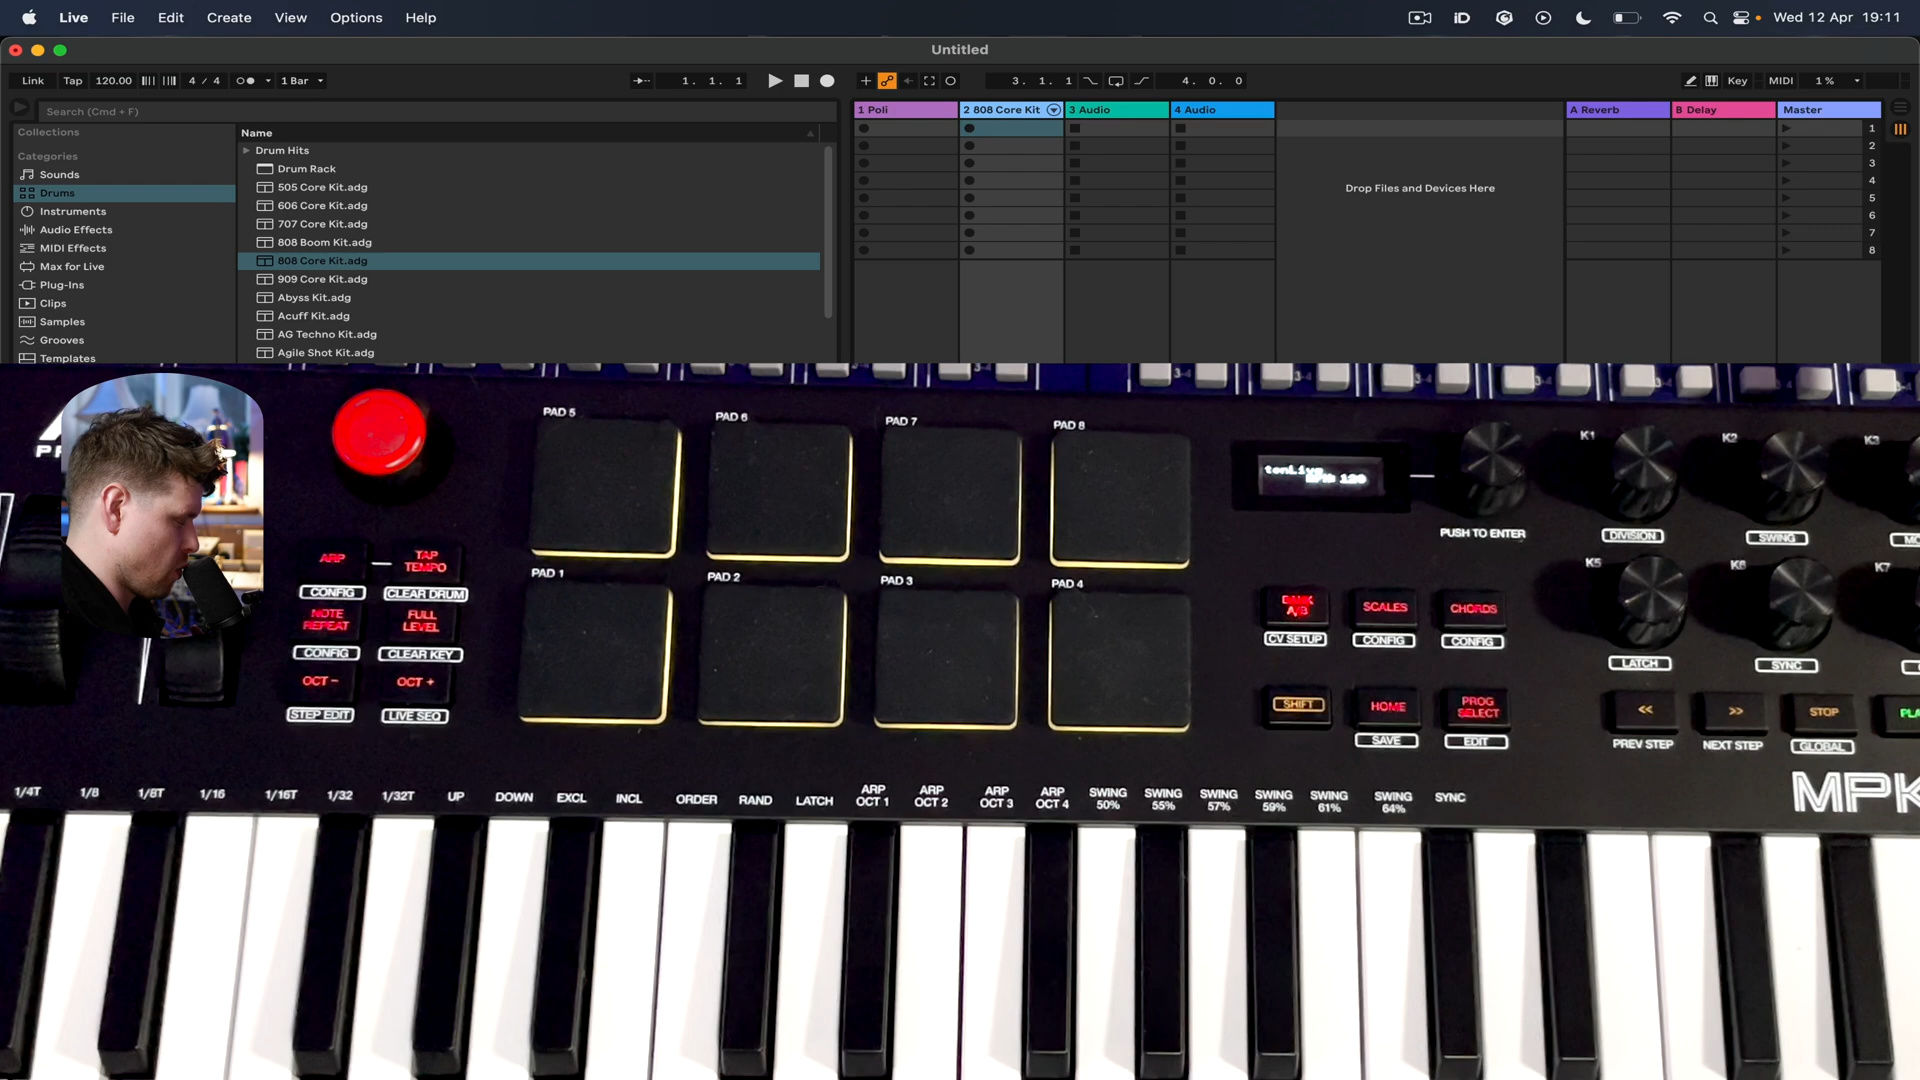 Live File Edit Create View Options Help
iD
Wed 12 Apr 19:11
Untitled
Link Tap 120.00 4 / 4 1 Bar
1. 1. 1
3. 1. 1
4. 0. 0
Key MIDI 1 %
Search (Cmd + F)
Collections
Categories
Sounds
Drums
Instruments
Audio Effects
MIDI Effects
Max for Live
Plug-Ins
Clips
Samples
Grooves
Templates
Name
Drum Hits
Drum Rack
505 Core Kit.adg
606 Core Kit.adg
707 Core Kit.adg
808 Boom Kit.adg
808 Core Kit.adg
909 Core Kit.adg
Abyss Kit.adg
Acuff Kit.adg
AG Techno Kit.adg
Agile Shot Kit.adg
1 Poli
2 808 Core Kit
3 Audio
4 Audio
A Reverb
B Delay
Master
Drop Files and Devices Here
1
2
3
4
5
6
7
8
PAD 5
PAD 6
PAD 7
PAD 8
PAD 1
PAD 2
PAD 3
PAD 4
ARP
CONFIG
TAP
TEMPO
CLEAR DRUM
NOTE
REPEAT
CONFIG
FULL
LEVEL
CLEAR KEY
OCT -
STEP EDIT
OCT +
LIVE SEQ
tonLive
BPM: 120
PUSH TO ENTER
K1
DIVISION
K2
SWING
K3
K5
LATCH
K6
SYNC
K7
BANK
A/B
CV SETUP
SCALES
CONFIG
CHORDS
CONFIG
SHIFT
HOME
SAVE
PROG
SELECT
EDIT
<<
PREV STEP
>>
NEXT STEP
STOP
GLOBAL
PLA
MPK
1/4T 1/8 1/8T 1/16 1/16T 1/32 1/32T UP DOWN EXCL INCL ORDER RAND LATCH
ARP
OCT 1
ARP
OCT 2
ARP
OCT 3
ARP
OCT 4
SWING
50%
SWING
55%
SWING
57%
SWING
59%
SWING
61%
SWING
64%
SYNC